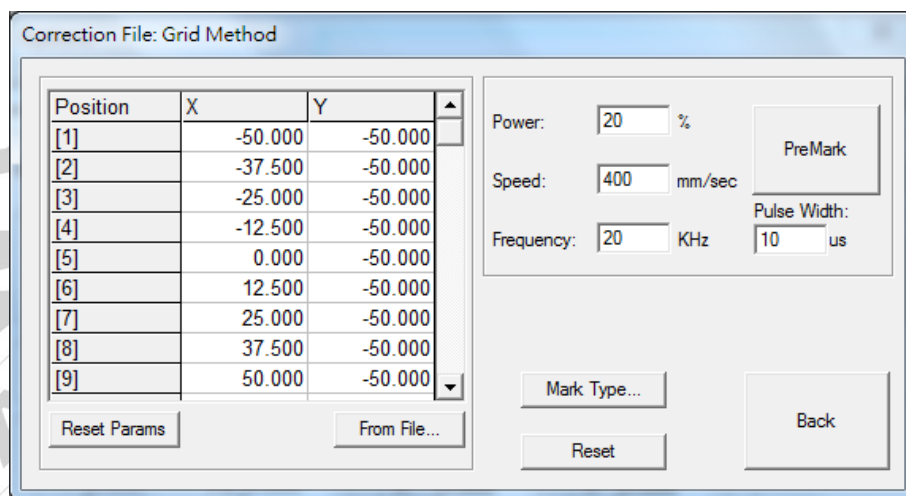 Correction File: Grid Method
Position X Y
[1] -50.000 -50.000
[2] -37.500 -50.000
[3] -25.000 -50.000
[4] -12.500 -50.000
[5] 0.000 -50.000
[6] 12.500 -50.000
[7] 25.000 -50.000
[8] 37.500 -50.000
[9] 50.000 -50.000
Reset Params From File...
Power: 20 %
Speed: 400 mm/sec
Frequency: 20 KHz
PreMark
Pulse Width:
10 us
Mark Type...
Reset
Back